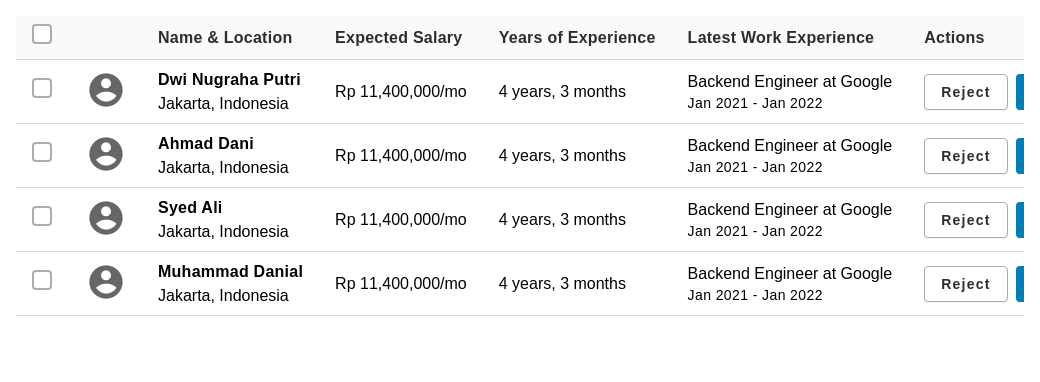 Name & Location Expected Salary Years of Experience Latest Work Experience Actions
Dwi Nugraha Putri
Jakarta, Indonesia
Rp 11,400,000/mo
4 years, 3 months
Backend Engineer at Google
Jan 2021 - Jan 2022
Reject
Ahmad Dani
Jakarta, Indonesia
Rp 11,400,000/mo
4 years, 3 months
Backend Engineer at Google
Jan 2021 - Jan 2022
Reject
Syed Ali
Jakarta, Indonesia
Rp 11,400,000/mo
4 years, 3 months
Backend Engineer at Google
Jan 2021 - Jan 2022
Reject
Muhammad Danial
Jakarta, Indonesia
Rp 11,400,000/mo
4 years, 3 months
Backend Engineer at Google
Jan 2021 - Jan 2022
Reject